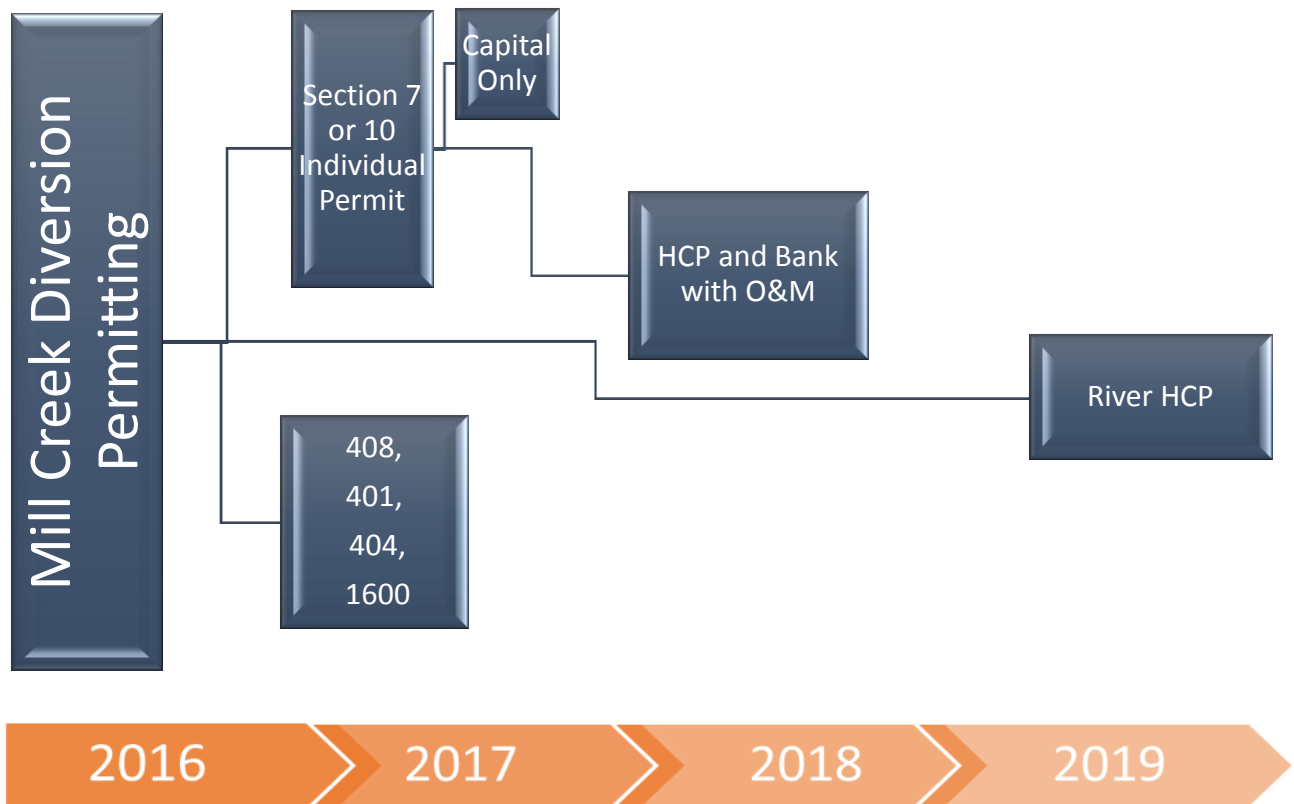 Mill Creek Diversion
Permitting
Section 7
or 10
Individual
Permit
Capital
Only
HCP and Bank
with O&M
River HCP
408,
401,
404,
1600
2016
2017
2018
2019